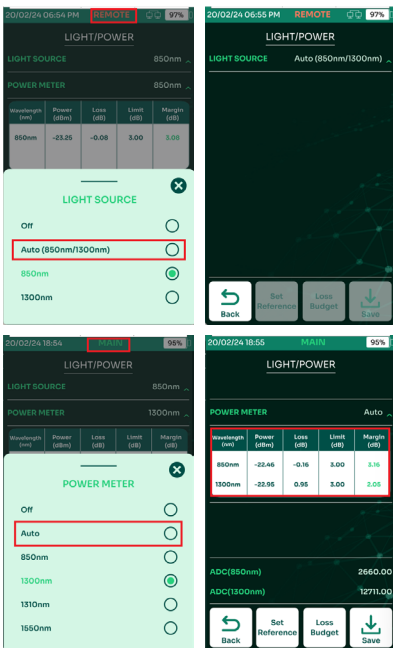 20/02/24 06:54 PM REMOTE 97%
LIGHT/POWER
LIGHT SOURCE 850nm
POWER METER 850nm
Wavelength (nm) Power (dBm) Loss (dB) Limit (dB) Margin (dB)
850nm -23.25 -0.08 3.00 3.08
LIGHT SOURCE
Off
Auto (850nm/1300nm)
850nm
1300nm
20/02/24 06:55 PM REMOTE 97%
LIGHT/POWER
LIGHT SOURCE Auto (850nm/1300nm)
Back
Set Reference
Loss Budget
Save
20/02/24 18:54 MAIN 95%
LIGHT/POWER
LIGHT SOURCE 850nm
POWER METER 1300nm
Wavelength (nm) Power (dBm) Loss (dB) Limit (dB) Margin (dB)
POWER METER
Off
Auto
850nm
1300nm
1310nm
1550nm
20/02/24 18:55 MAIN 95%
LIGHT/POWER
POWER METER Auto
Wavelength (nm) Power (dBm) Loss (dB) Limit (dB) Margin (dB)
850nm -22.46 -0.16 3.00 3.16
1300nm -22.95 0.95 3.00 2.05
ADC(850nm) 2660.00
ADC(1300nm) 12711.00
Back
Set Reference
Loss Budget
Save